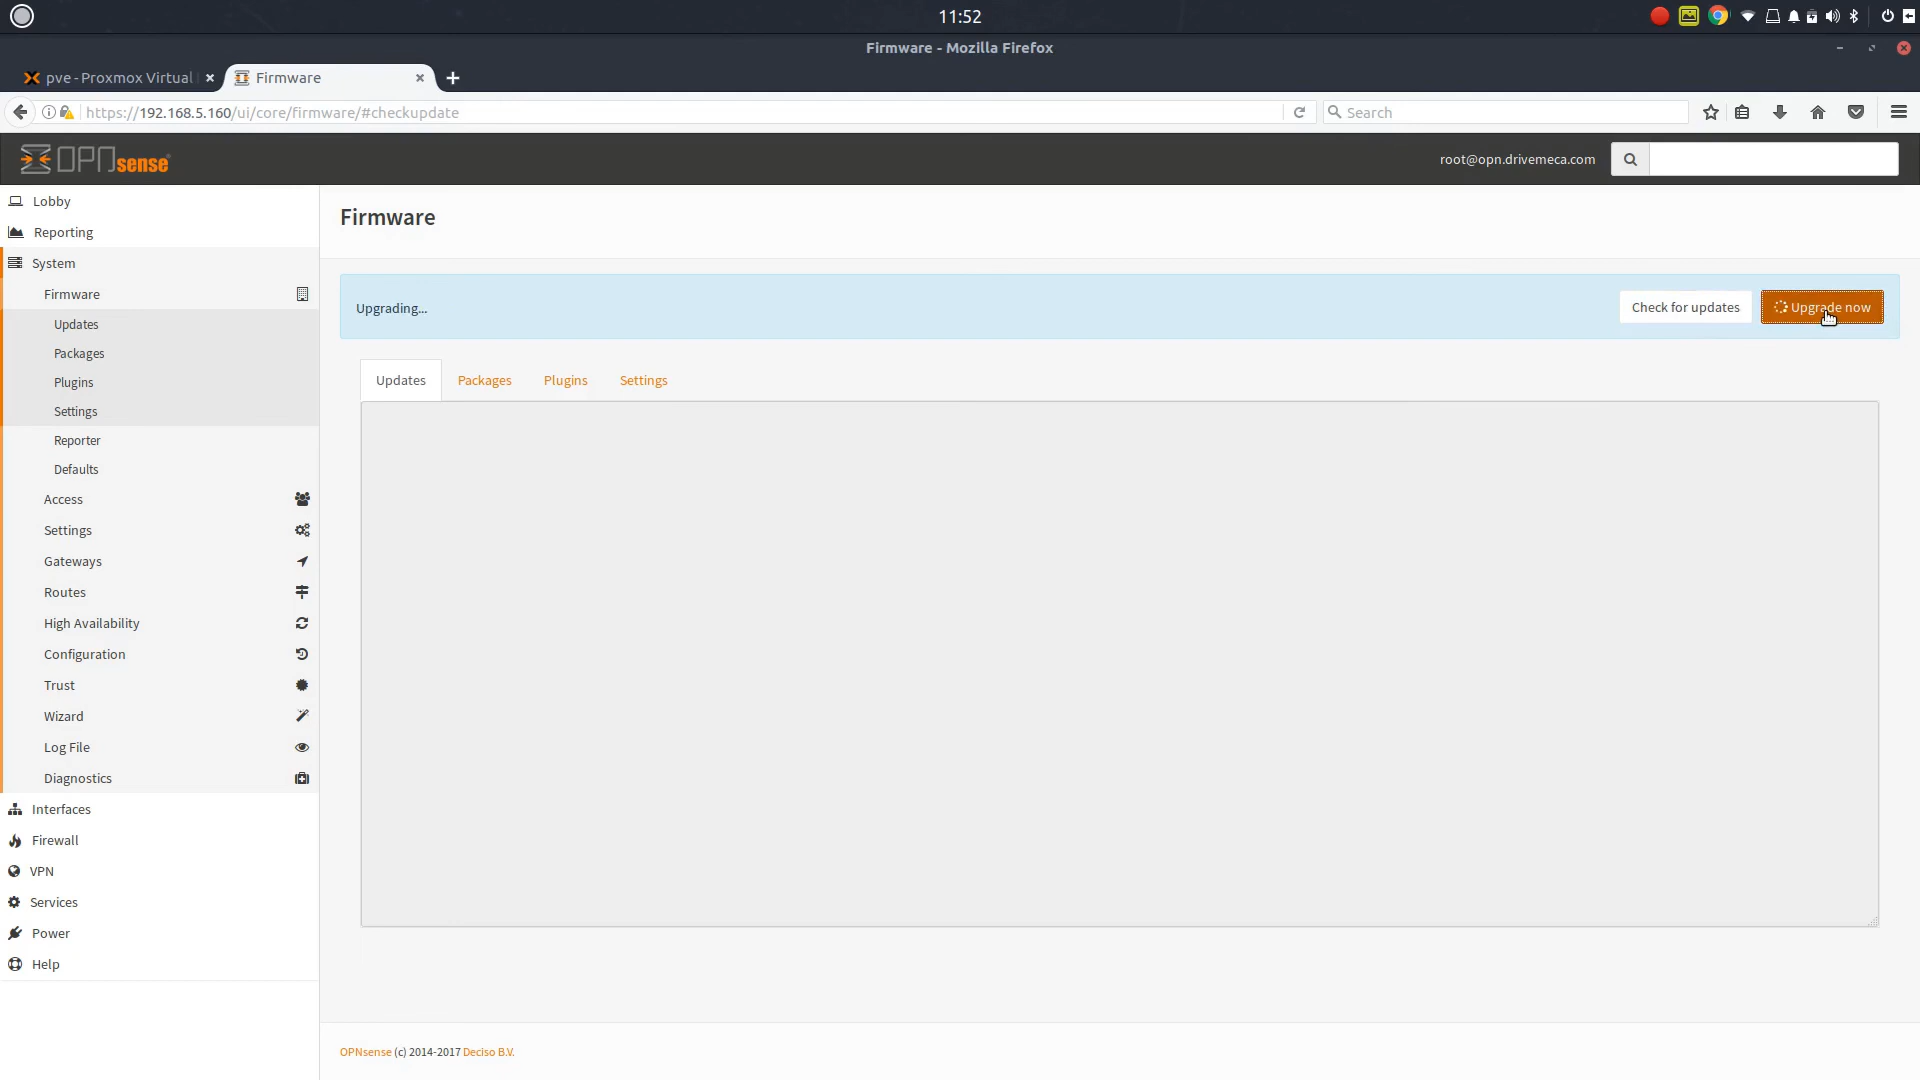 11:52
Firmware - Mozilla Firefox
pve - Proxmox Virtual
Firmware
https://192.168.5.160/ui/core/firmware/#checkupdate
Search
OPNsense
root@opn.drivemeca.com
Lobby
Reporting
System
Firmware
Updates
Packages
Plugins
Settings
Reporter
Defaults
Access
Settings
Gateways
Routes
High Availability
Configuration
Trust
Wizard
Log File
Diagnostics
Interfaces
Firewall
VPN
Services
Power
Help
Firmware
Upgrading...
Check for updates
Upgrade now
Updates
Packages
Plugins
Settings
OPNsense (c) 2014-2017 Deciso B.V.